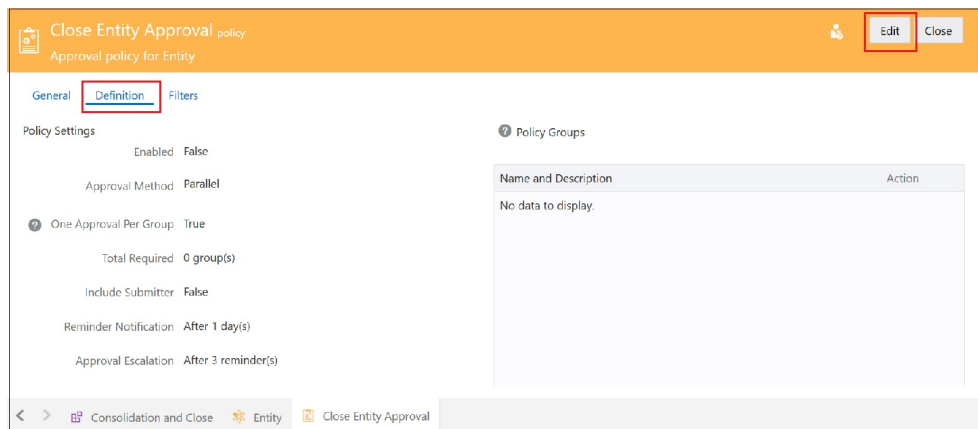 Close Entity Approval policy
Approval policy for Entity
Edit
Close
General
Definition
Filters
Policy Settings
Enabled False
Approval Method Parallel
One Approval Per Group True
Total Required 0 group(s)
Include Submitter False
Reminder Notification After 1 day(s)
Approval Escalation After 3 reminder(s)
? Policy Groups
Name and Description Action
No data to display.
Consolidation and Close
Entity
Close Entity Approval